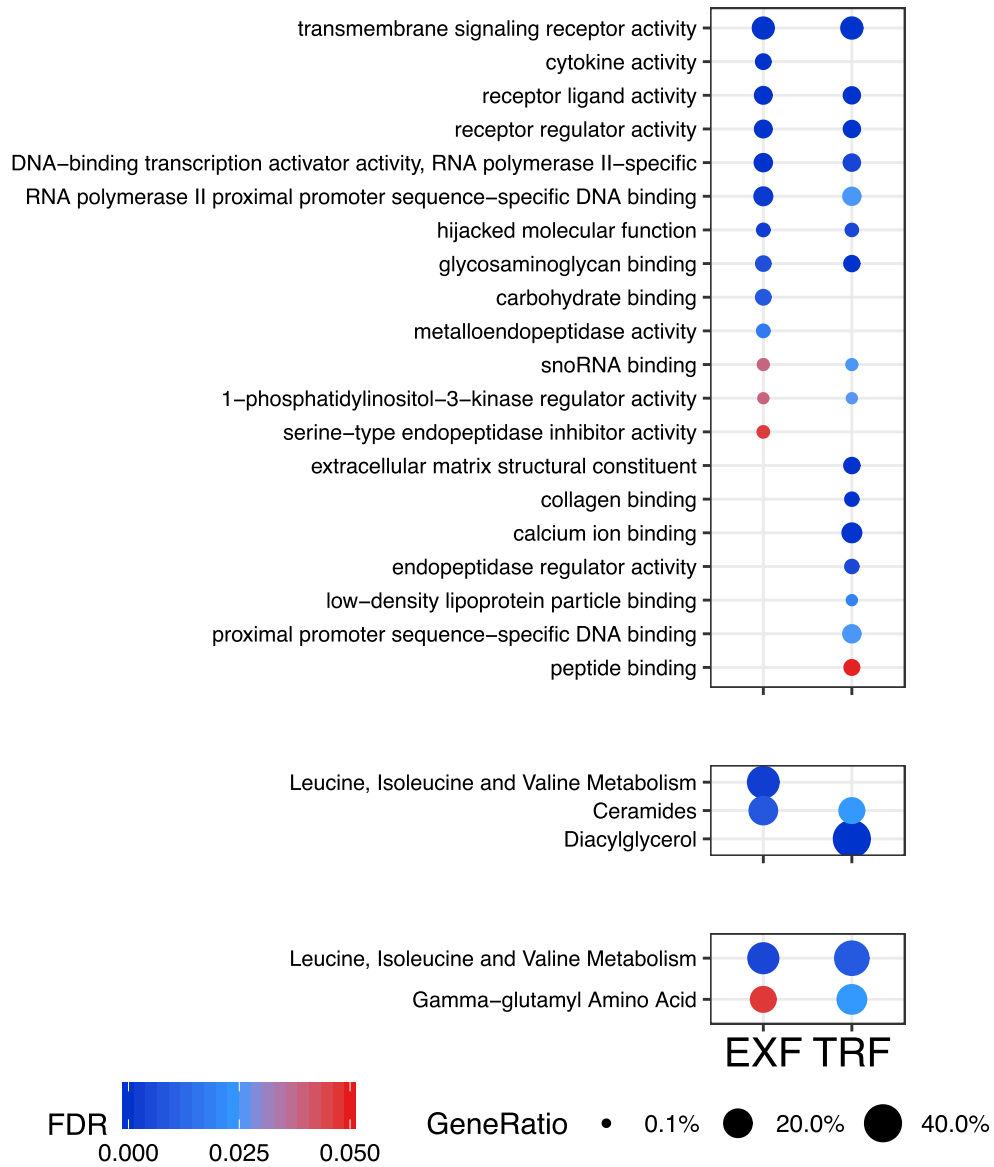 transmembrane signaling receptor activity
cytokine activity
receptor ligand activity
receptor regulator activity
DNA−binding transcription activator activity, RNA polymerase II−specific
RNA polymerase II proximal promoter sequence−specific DNA binding
hijacked molecular function
glycosaminoglycan binding
carbohydrate binding
metalloendopeptidase activity
snoRNA binding
1−phosphatidylinositol−3−kinase regulator activity
serine−type endopeptidase inhibitor activity
extracellular matrix structural constituent
collagen binding
calcium ion binding
endopeptidase regulator activity
low−density lipoprotein particle binding
proximal promoter sequence−specific DNA binding
peptide binding
Leucine, Isoleucine and Valine Metabolism
Ceramides
Diacylglycerol
Leucine, Isoleucine and Valine Metabolism
Gamma−glutamyl Amino Acid
EXF TRF
FDR
0.000 0.025 0.050
GeneRatio 0.1% 20.0% 40.0%